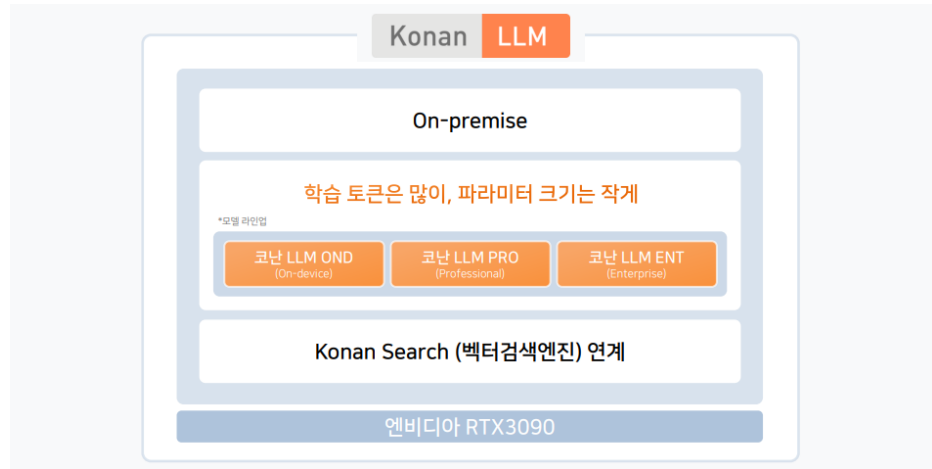 Konan LLM
On-premise
학습 토큰은 많이, 파라미터 크기는 작게
*모델 라인업
코난 LLM OND
(On-device)
코난 LLM PRO
(Professional)
코난 LLM ENT
(Enterprise)
Konan Search (벡터검색엔진) 연계
엔비디아 RTX3090